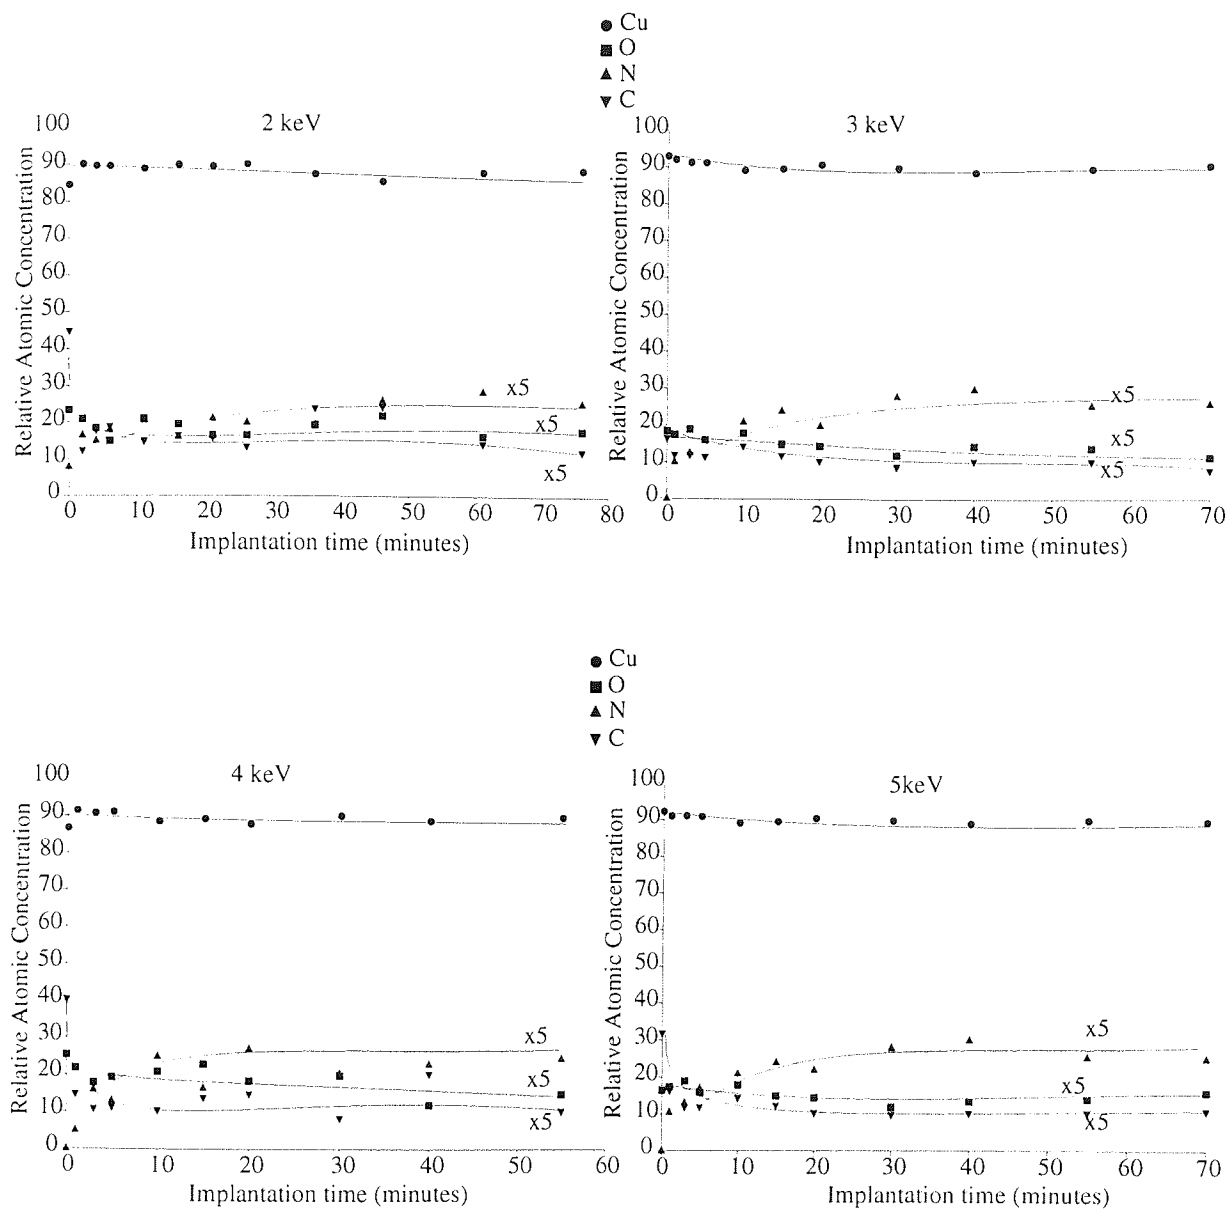 Cu
O
N
C
2 keV
3 keV
Relative Atomic Concentration
100
90
80
70
60
50
40
30
20
10
0
x5
x5
x5
0 10 20 30 40 50 60 70 80
Implantation time (minutes)
Relative Atomic Concentration
100
90
80
70
60
50
40
30
20
10
0
x5
x5
x5
0 10 20 30 40 50 60 70
Implantation time (minutes)
Cu
O
N
C
4 keV
5keV
Relative Atomic Concentration
100
90
80
70
60
50
40
30
20
10
0
x5
x5
x5
0 10 20 30 40 50 60
Implantation time (minutes)
Relative Atomic Concentration
100
90
80
70
60
50
40
30
20
10
0
x5
x5
x5
0 10 20 30 40 50 60 70
Implantation time (minutes)